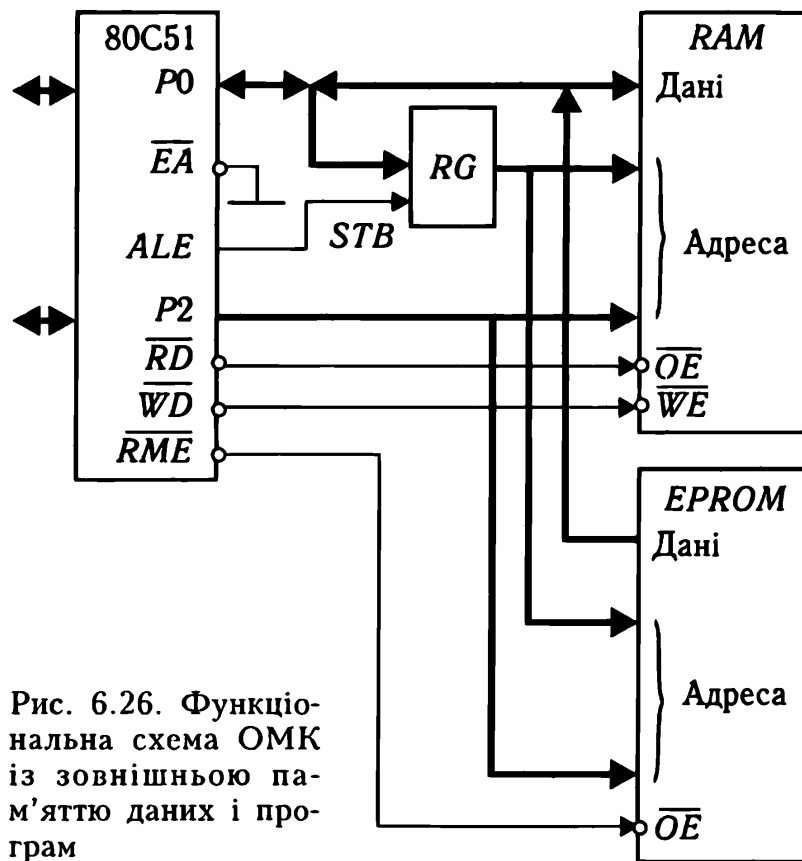 80C51
P0
EA
ALE
P2
RD
WD
RME
STB
RG
RAM
Дані
Адреса
OE
WE
EPROM
Дані
Адреса
OE
Рис. 6.26. Функціо-
нальна схема ОМК
із зовнішньою па-
м'яттю даних і про-
грам